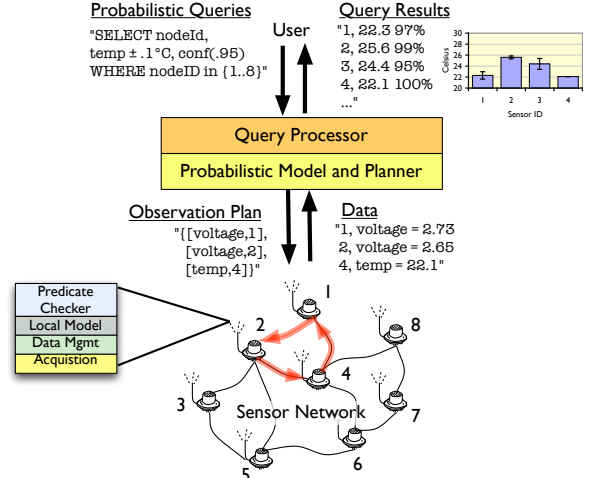 Probabilistic Queries
"SELECT nodeId,
temp ± .1°C, conf(.95)
WHERE nodeID in {1..8}"
User
Query Results
"1, 22.3 97%
2, 25.6 99%
3, 24.4 95%
4, 22.1 100%
..."
Celsius
30
28
26
24
22
20
1 2 3 4
Sensor ID
Query Processor
Probabilistic Model and Planner
Observation Plan
"{[voltage,1],
[voltage,2],
[temp,4]}"
Data
"1, voltage = 2.73
2, voltage = 2.65
4, temp = 22.1"
Predicate
Checker
Local Model
Data Mgmt
Acquistion
1
2
8
4
3
7
Sensor Network
5
6